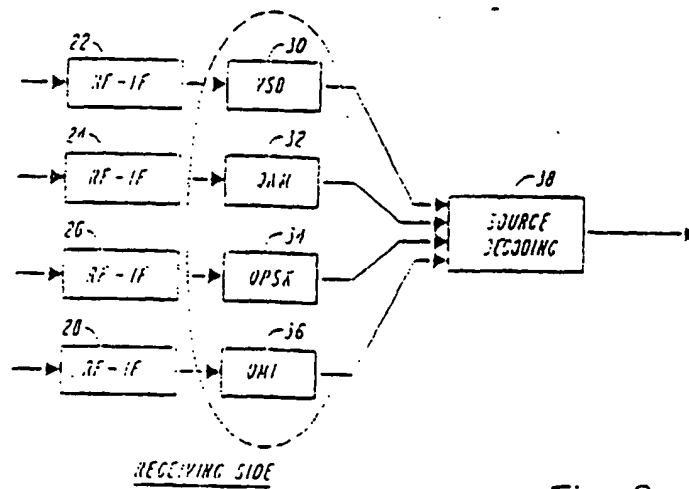 22
30
RF-IF
VSB
24
32
RF-IF
QAM
38
SOURCE
DECODING
26
34
RF-IF
QPSK
28
36
RF-IF
RECEIVING SIDE